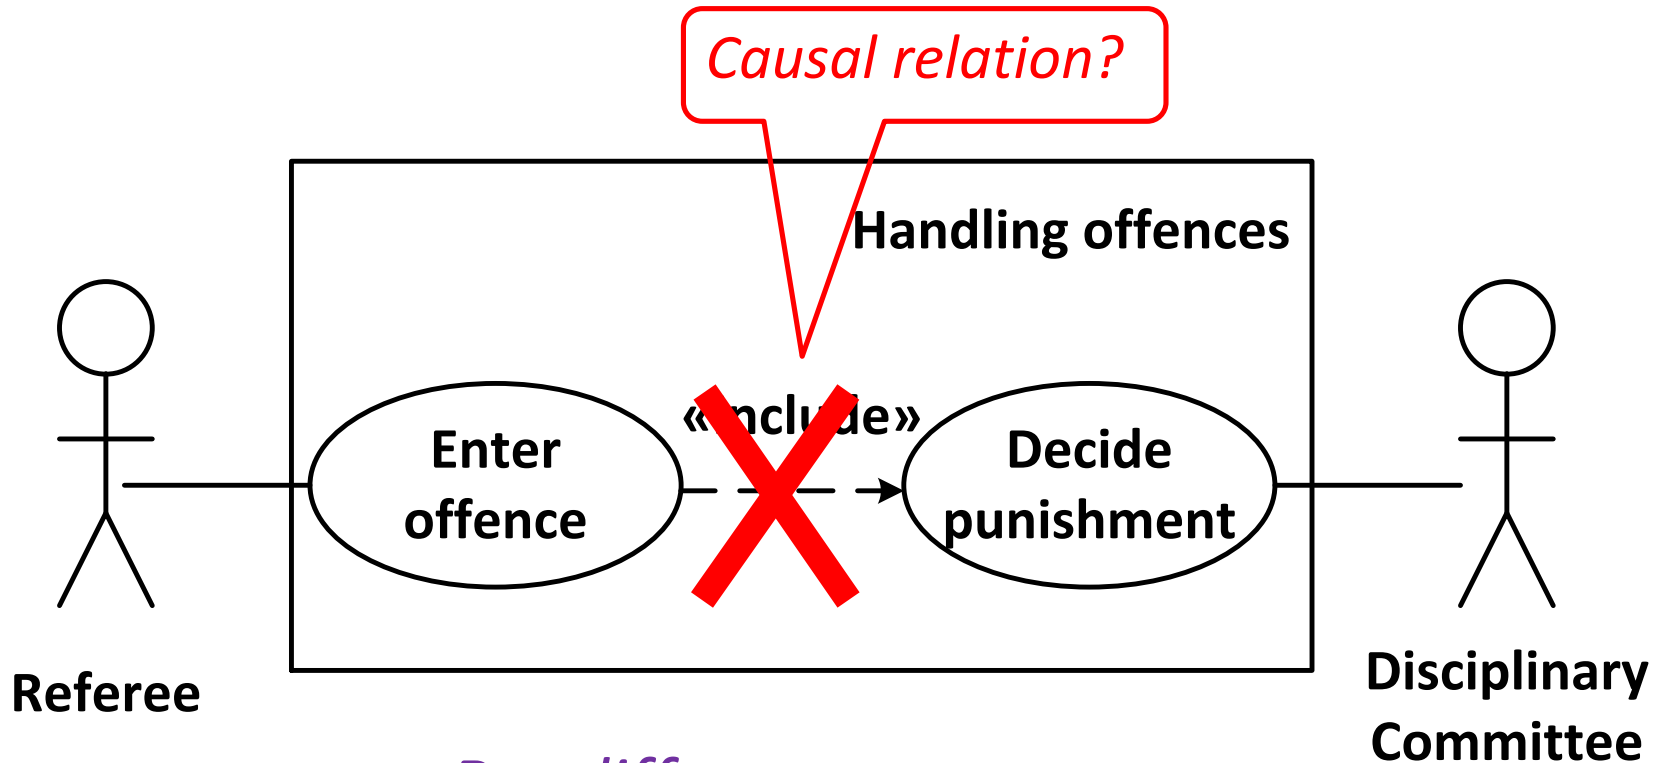 Causal relation?
Handling offences
«include»
Enter
offence
Decide
punishment
Referee
Disciplinary
Committee